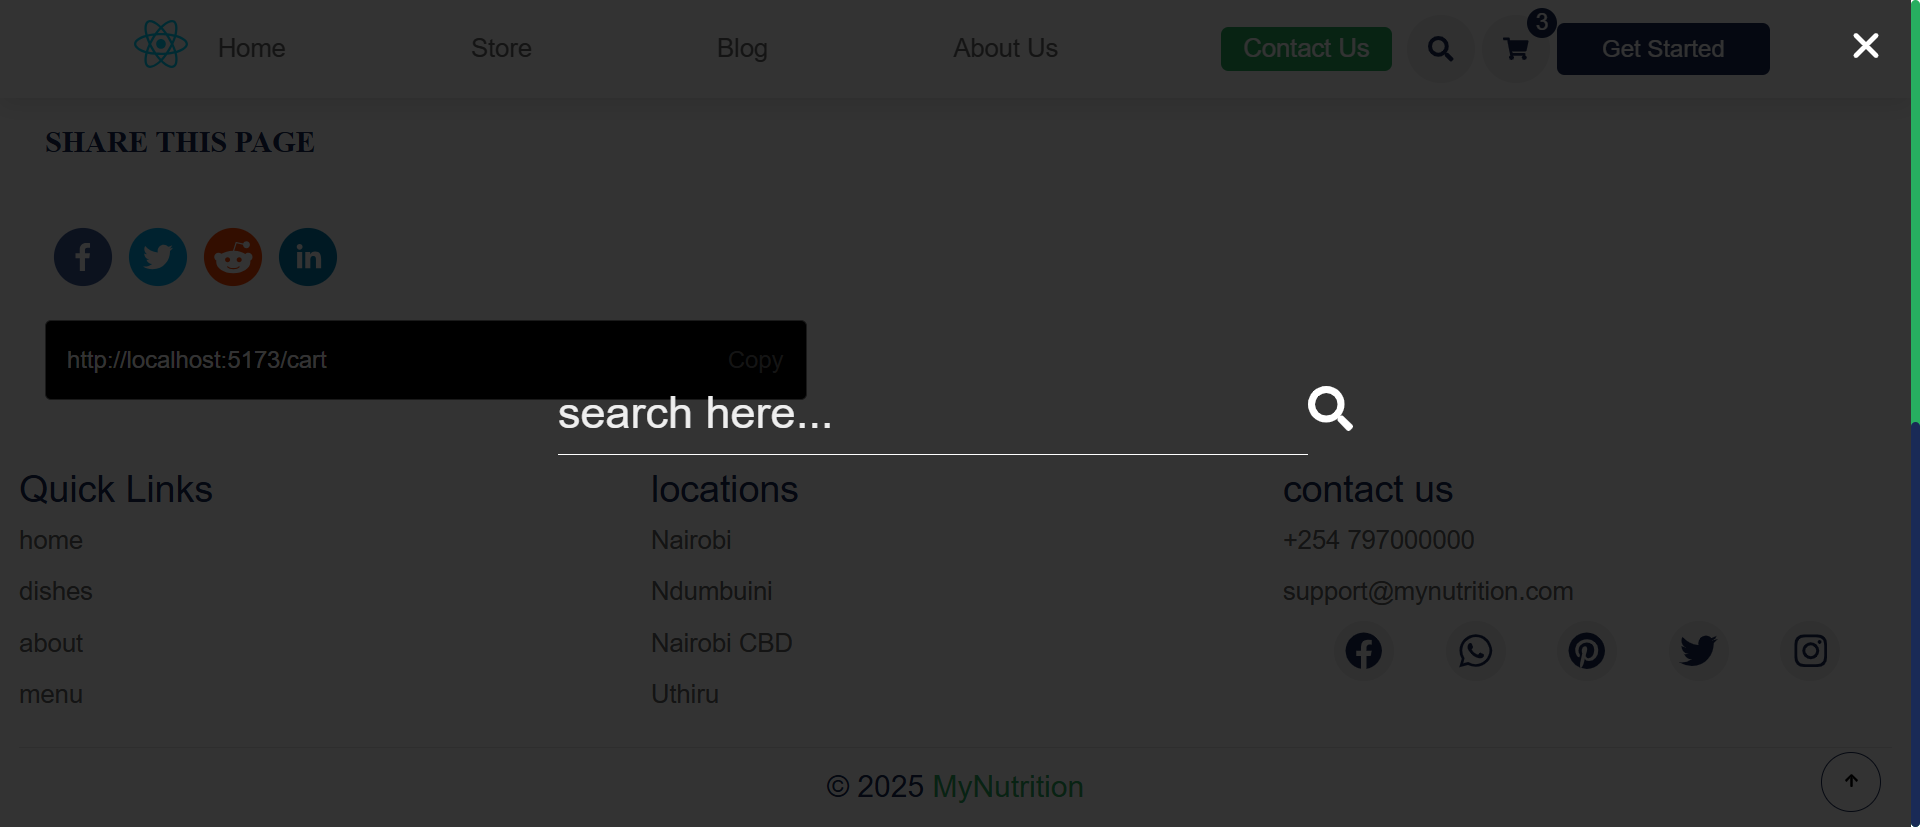 Home Store Blog About Us Contact Us 3 Get Started
SHARE THIS PAGE
http://localhost:5173/cart Copy
search here...
Quick Links
home
dishes
about
menu
locations
Nairobi
Ndumbuini
Nairobi CBD
Uthiru
contact us
+254 797000000
support@mynutrition.com
© 2025 MyNutrition